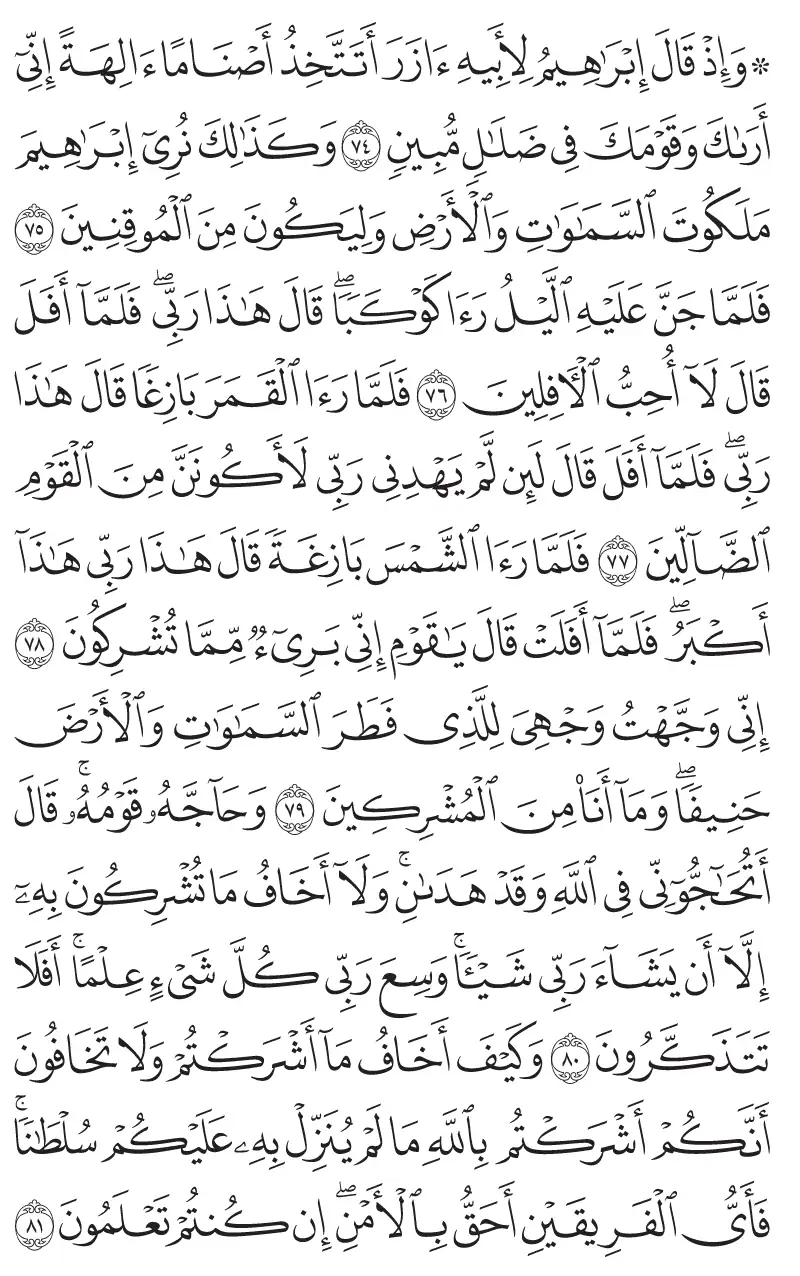 ۞ وَإِذْ قَالَ إِبْرَٰهِيمُ لِأَبِيهِ ءَازَرَ أَتَتَّخِذُ أَصْنَامًا ءَالِهَةً إِنِّىٓ
أَرَىٰكَ وَقَوْمَكَ فِى ضَلَٰلٍ مُّبِينٍ ٧٤ وَكَذَٰلِكَ نُرِىٓ إِبْرَٰهِيمَ
مَلَكُوتَ ٱلسَّمَٰوَٰتِ وَٱلْأَرْضِ وَلِيَكُونَ مِنَ ٱلْمُوقِنِينَ ٧٥
فَلَمَّا جَنَّ عَلَيْهِ ٱلَّيْلُ رَءَا كَوْكَبًاۖ قَالَ هَٰذَا رَبِّىۖ فَلَمَّآ أَفَلَ
قَالَ لَآ أُحِبُّ ٱلْأَفِلِينَ ٧٦ فَلَمَّا رَءَا ٱلْقَمَرَ بَازِغًا قَالَ هَٰذَا
رَبِّىۖ فَلَمَّآ أَفَلَ قَالَ لَئِن لَّمْ يَهْدِنِى رَبِّى لَأَكُونَنَّ مِنَ ٱلْقَوْمِ
ٱلضَّآلِّينَ ٧٧ فَلَمَّا رَءَا ٱلشَّمْسَ بَازِغَةً قَالَ هَٰذَا رَبِّى هَٰذَآ
أَكْبَرُۖ فَلَمَّآ أَفَلَتْ قَالَ يَٰقَوْمِ إِنِّى بَرِىٓءٌ مِّمَّا تُشْرِكُونَ ٧٨
إِنِّى وَجَّهْتُ وَجْهِىَ لِلَّذِى فَطَرَ ٱلسَّمَٰوَٰتِ وَٱلْأَرْضَ
حَنِيفًاۖ وَمَآ أَنَا۠ مِنَ ٱلْمُشْرِكِينَ ٧٩ وَحَآجَّهُۥ قَوْمُهُۥۚ قَالَ
أَتُحَٰٓجُّوٓنِّى فِى ٱللَّهِ وَقَدْ هَدَىٰنِۚ وَلَآ أَخَافُ مَا تُشْرِكُونَ بِهِۦٓ
إِلَّآ أَن يَشَآءَ رَبِّى شَيْـًٔاۚ وَسِعَ رَبِّى كُلَّ شَىْءٍ عِلْمًاۚ أَفَلَا
تَتَذَكَّرُونَ ٨٠ وَكَيْفَ أَخَافُ مَآ أَشْرَكْتُمْ وَلَا تَخَافُونَ
أَنَّكُمْ أَشْرَكْتُم بِٱللَّهِ مَا لَمْ يُنَزِّلْ بِهِۦ عَلَيْكُمْ سُلْطَٰنًاۚ
فَأَىُّ ٱلْفَرِيقَيْنِ أَحَقُّ بِٱلْأَمْنِۖ إِن كُنتُمْ تَعْلَمُونَ ٨١